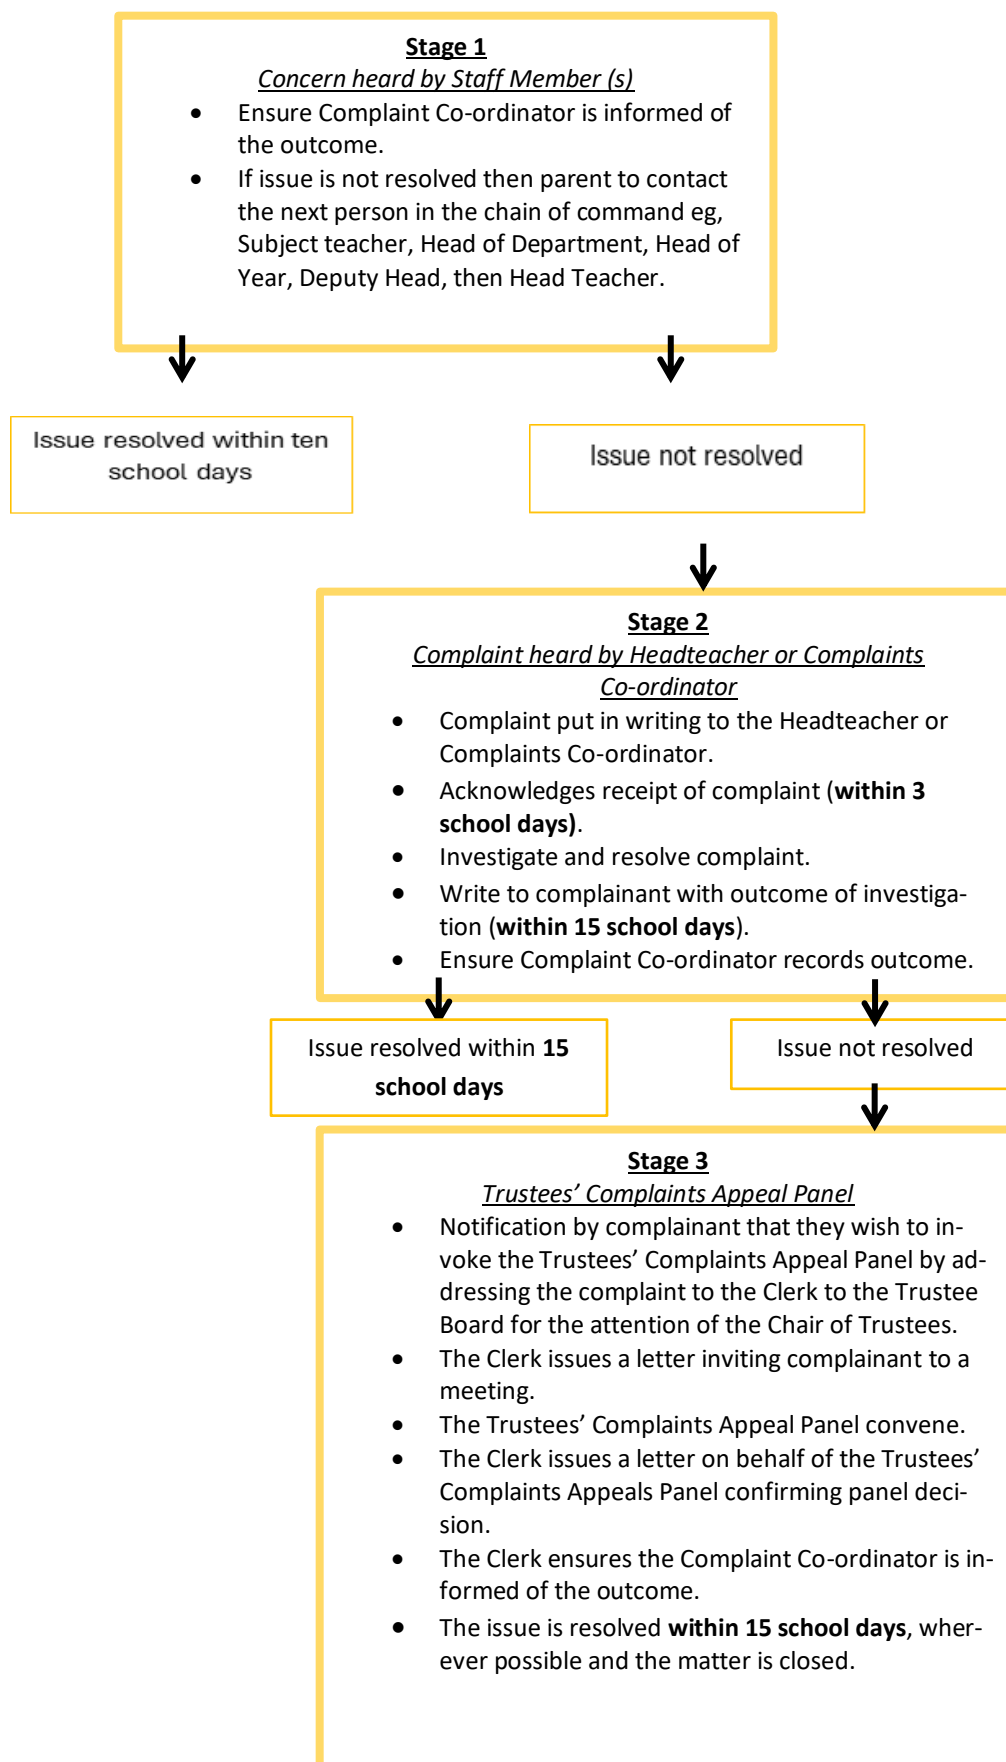 Stage 1
Concern heard by Staff Member (s)
• Ensure Complaint Co-ordinator is informed of
the outcome.
• If issue is not resolved then parent to contact
the next person in the chain of command eg,
Subject teacher, Head of Department, Head of
Year, Deputy Head, then Head Teacher.
Issue resolved within ten
school days
Issue not resolved
Stage 2
Complaint heard by Headteacher or Complaints
Co-ordinator
• Complaint put in writing to the Headteacher or
Complaints Co-ordinator.
• Acknowledges receipt of complaint (within 3
school days).
• Investigate and resolve complaint.
• Write to complainant with outcome of investiga-
tion (within 15 school days).
• Ensure Complaint Co-ordinator records outcome.
Issue resolved within 15
school days
Issue not resolved
Stage 3
Trustees’ Complaints Appeal Panel
• Notification by complainant that they wish to in-
voke the Trustees’ Complaints Appeal Panel by ad-
dressing the complaint to the Clerk to the Trustee
Board for the attention of the Chair of Trustees.
• The Clerk issues a letter inviting complainant to a
meeting.
• The Trustees’ Complaints Appeal Panel convene.
• The Clerk issues a letter on behalf of the Trustees’
Complaints Appeals Panel confirming panel deci-
sion.
• The Clerk ensures the Complaint Co-ordinator is in-
formed of the outcome.
• The issue is resolved within 15 school days, wher-
ever possible and the matter is closed.